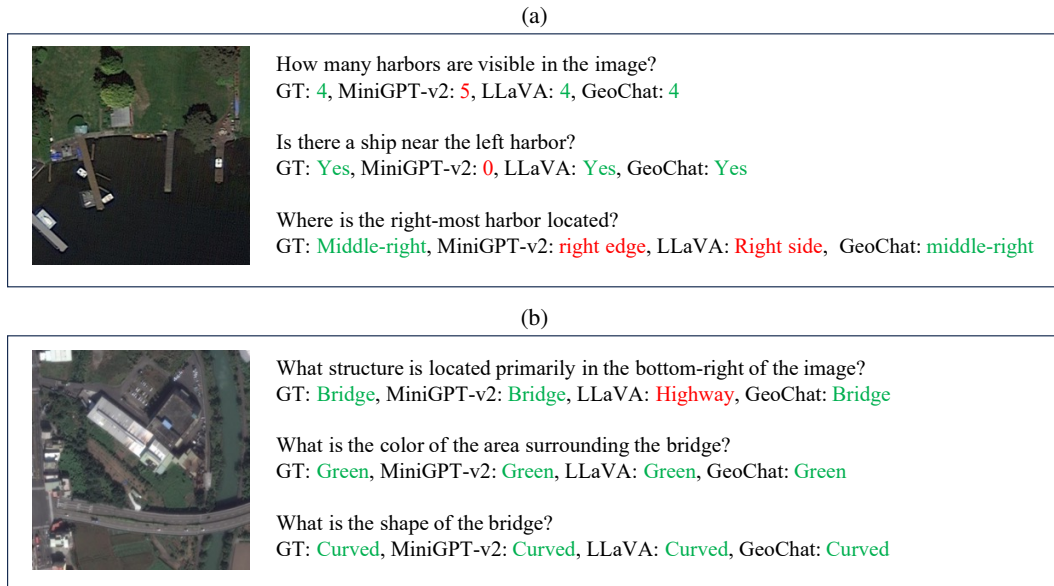 (a)
How many harbors are visible in the image?
GT: 4, MiniGPT-v2: 5, LLaVA: 4, GeoChat: 4
Is there a ship near the left harbor?
GT: Yes, MiniGPT-v2: 0, LLaVA: Yes, GeoChat: Yes
Where is the right-most harbor located?
GT: Middle-right, MiniGPT-v2: right edge, LLaVA: Right side, GeoChat: middle-right
(b)
What structure is located primarily in the bottom-right of the image?
GT: Bridge, MiniGPT-v2: Bridge, LLaVA: Highway, GeoChat: Bridge
What is the color of the area surrounding the bridge?
GT: Green, MiniGPT-v2: Green, LLaVA: Green, GeoChat: Green
What is the shape of the bridge?
GT: Curved, MiniGPT-v2: Curved, LLaVA: Curved, GeoChat: Curved